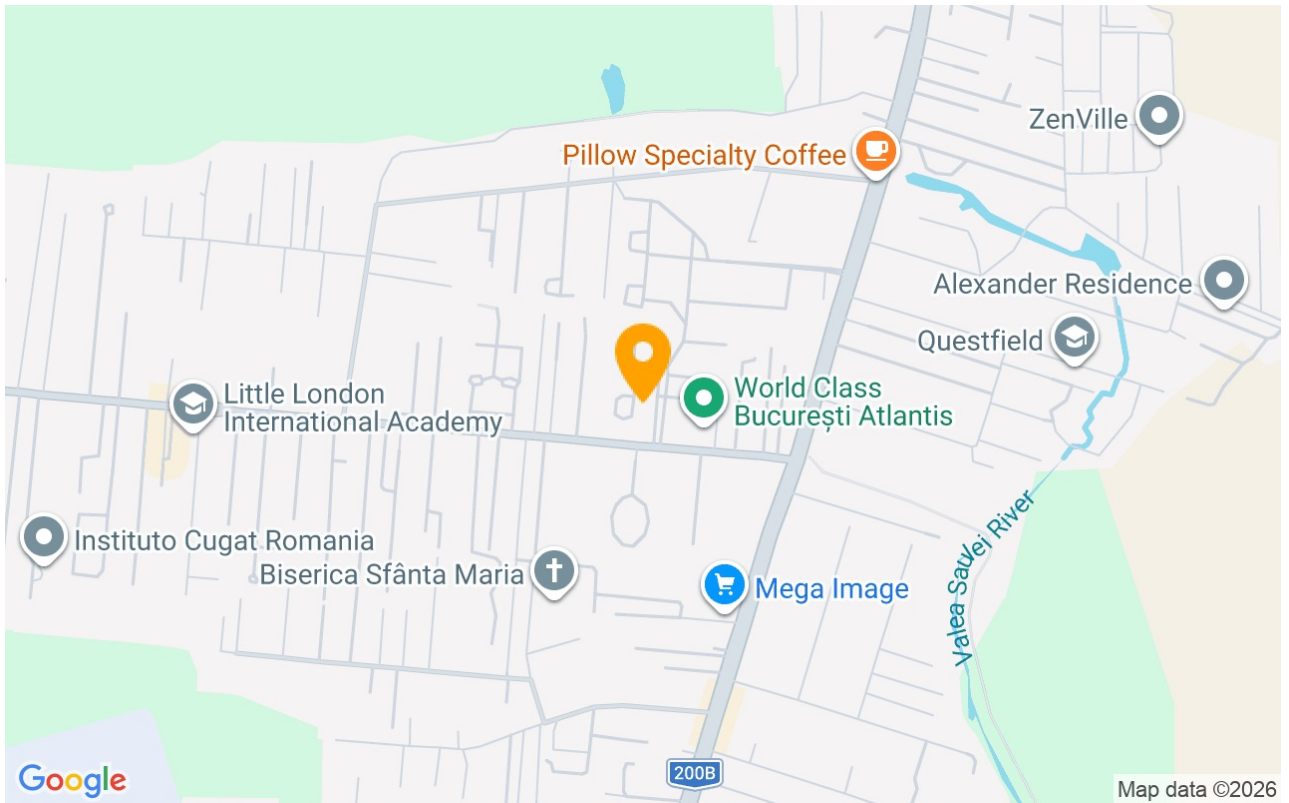 ZenVille
Pillow Specialty Coffee
Alexander Residence
Questfield
World Class
București Atlantis
Little London
International Academy
Valea Saulei River
Instituto Cugat Romania
Biserica Sfânta Maria
Mega Image
200B
Google
Map data ©2026